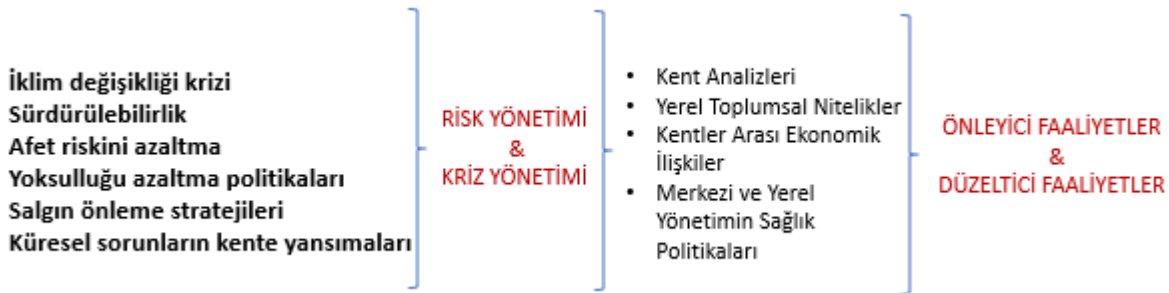 İklim değişikliği krizi
Sürdürülebilirlik
Afet riskini azaltma
Yoksulluğu azaltma politikaları
Salgın önleme stratejileri
Küresel sorunların kente yansımaları
RİSK YÖNETİMİ
&
KRİZ YÖNETİMİ
• Kent Analizleri
• Yerel Toplumsal Nitelikler
• Kentler Arası Ekonomik
İlişkiler
• Merkezi ve Yerel
Yönetimin Sağlık
Politikaları
ÖNLEYİCİ FAALİYETLER
&
DÜZELTİCİ FAALİYETLER